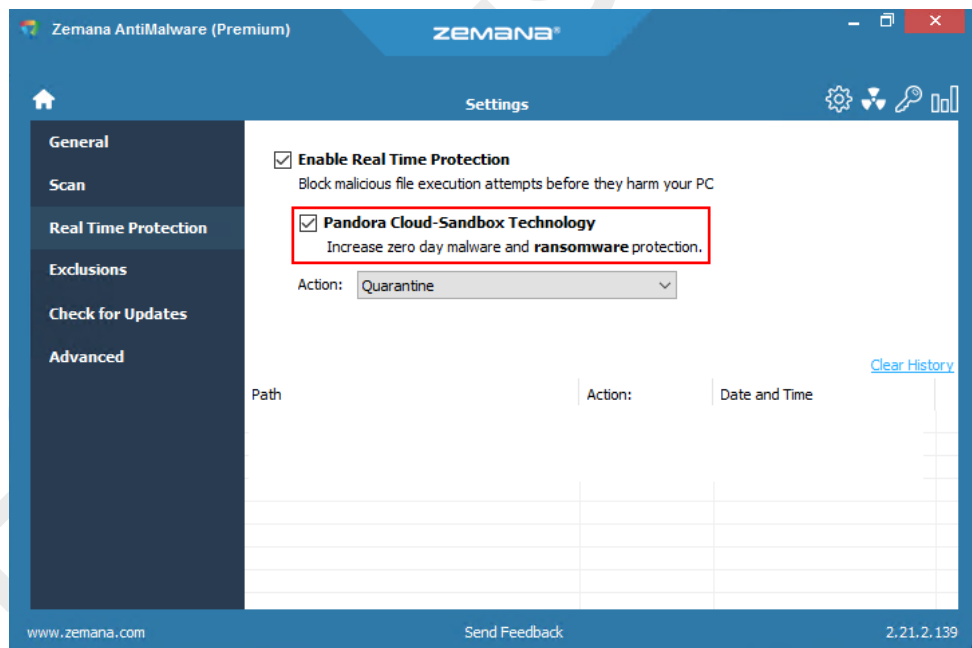 Zemana AntiMalware (Premium)
zemana®
Settings
General
Scan
Real Time Protection
Exclusions
Check for Updates
Advanced
Enable Real Time Protection
Block malicious file execution attempts before they harm your PC
Pandora Cloud-Sandbox Technology
Increase zero day malware and ransomware protection.
Action: Quarantine
Clear History
Path Action: Date and Time
www.zemana.com Send Feedback 2.21.2.139